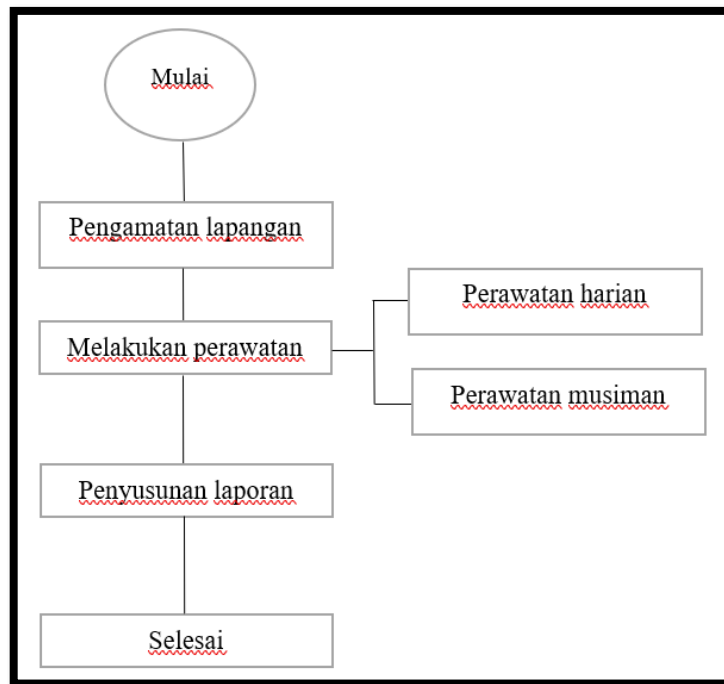 Mulai
Pengamatan lapangan
Melakukan perawatan
Perawatan harian
Perawatan musiman
Penyusunan laporan
Selesai